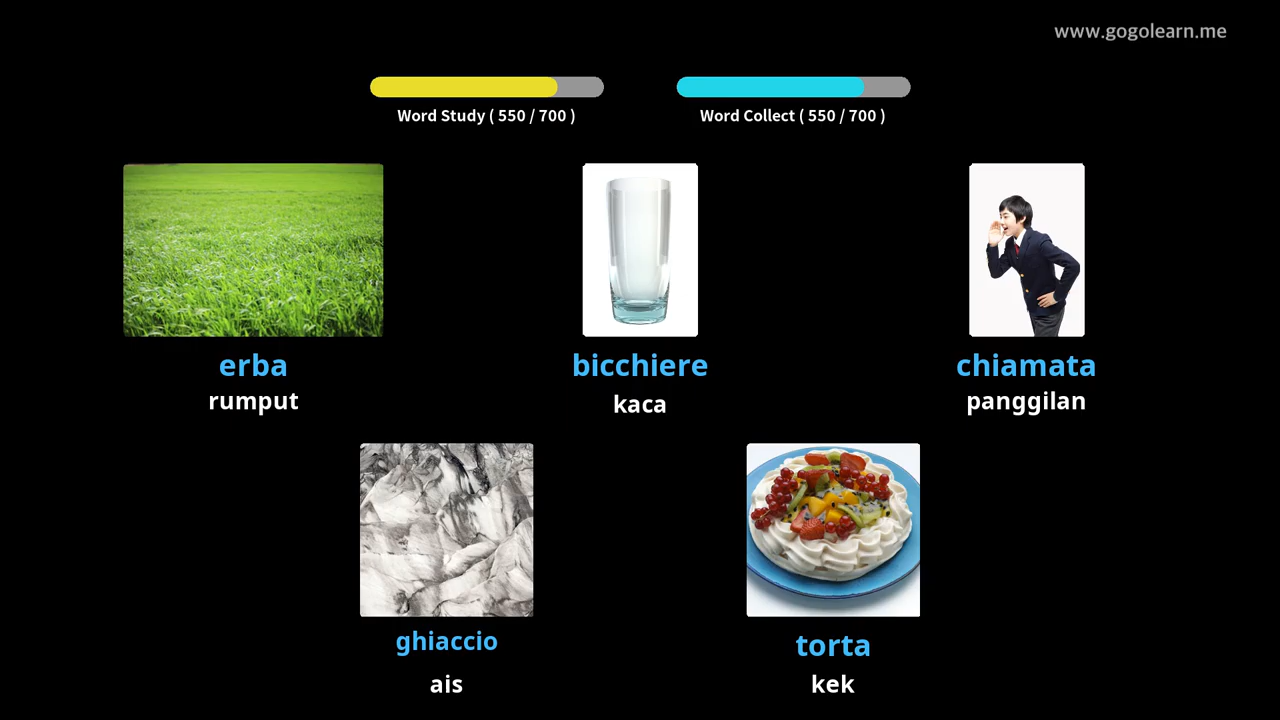 www.gogolearn.me
Word Study ( 550 / 700 )
Word Collect ( 550 / 700 )
erba
rumput
bicchiere
kaca
chiamata
panggilan
ghiaccio
ais
torta
kek